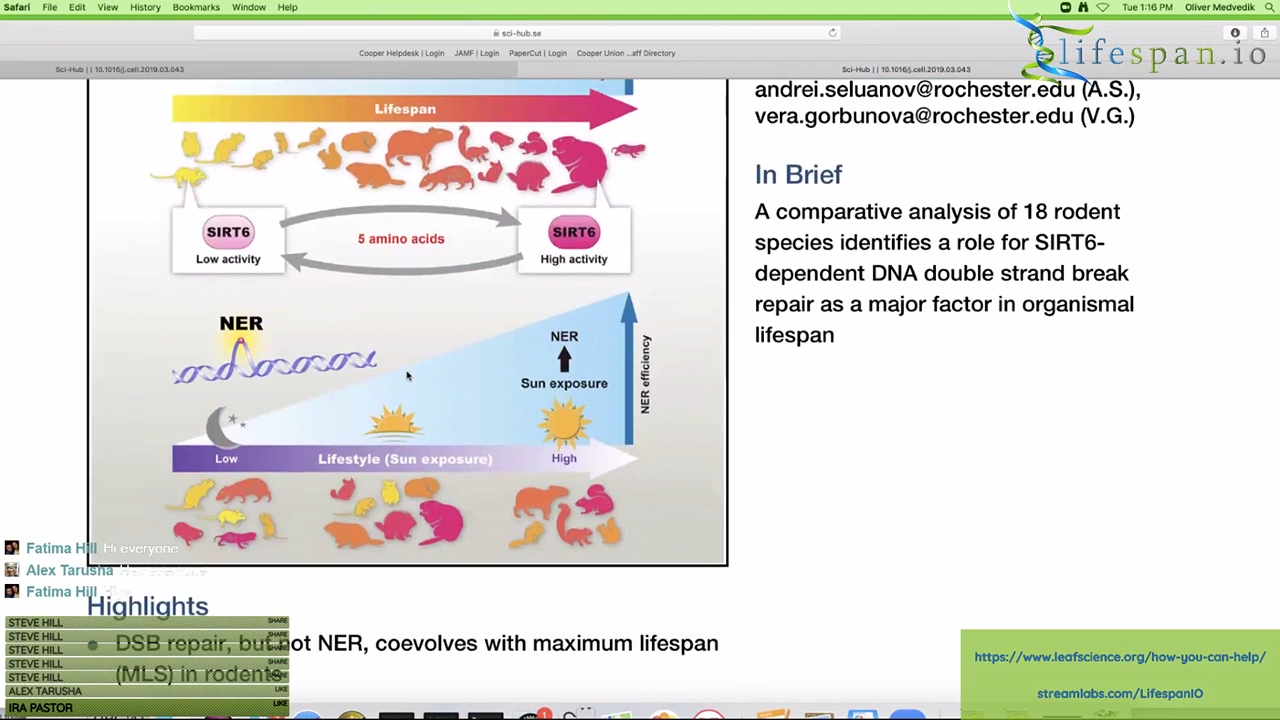 Safari File Edit View History Bookmarks Window Help Tue 1:16 PM Oliver Medvedik
sci-hub.se
Cooper Helpdesk | Login JAMF | Login PaperCut | Login Cooper Union ...aff Directory
Sci-Hub | 10.1016/j.cell.2019.03.043 Sci-Hub | 10.1016/j.cell.2019.03.043
lifespan.io
andrei.seluanov@rochester.edu (A.S.),
vera.gorbunova@rochester.edu (V.G.)
Lifespan
SIRT6
Low activity
5 amino acids
SIRT6
High activity
In Brief
A comparative analysis of 18 rodent
species identifies a role for SIRT6-
dependent DNA double strand break
repair as a major factor in organismal
lifespan
NER
NER
Sun exposure
NER efficiency
Low Lifestyle (Sun exposure) High
Fatima Hill Hi everyone
Alex Tarusha
Fatima Hill
Highlights
DSB repair, but not NER, coevolves with maximum lifespan
(MLS) in rodents
STEVE HILL SHARE
STEVE HILL SHARE
STEVE HILL SHARE
STEVE HILL SHARE
STEVE HILL SHARE
ALEX TARUSHA LIKE
IRA PASTOR LIKE
https://www.leafscience.org/how-you-can-help/
streamlabs.com/LifespanIO